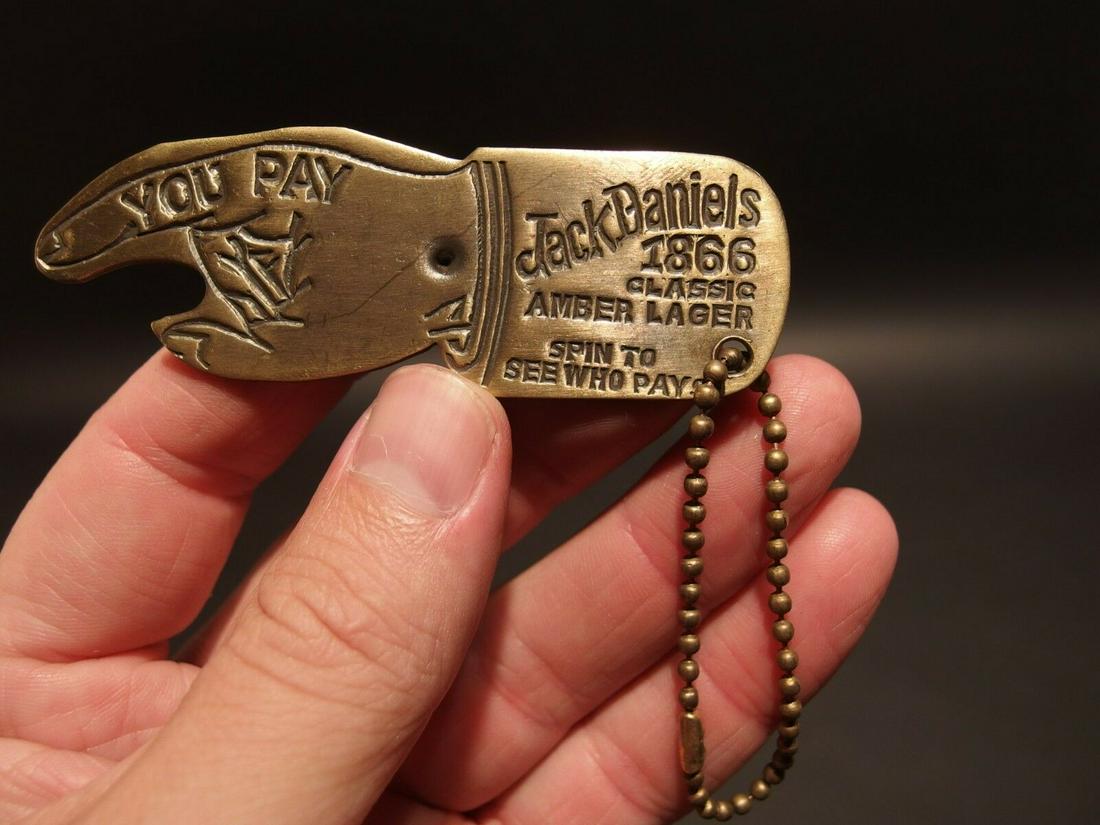 YOU PAY
Jack Daniels
1866
CLASSIC
AMBER LAGER
SPIN TO
SEE WHO PAYS